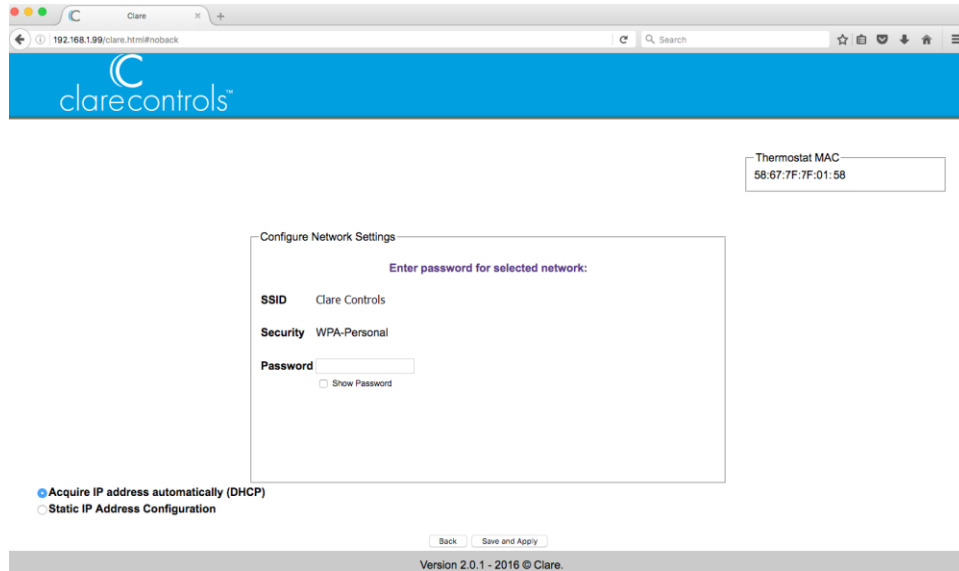 Clare
192.168.1.99/clare.html#noback
Search
clarecontrols™
Thermostat MAC
58:67:7F:7F:01:58
Configure Network Settings
Enter password for selected network:
SSID Clare Controls
Security WPA-Personal
Password
Show Password
Acquire IP address automatically (DHCP)
Static IP Address Configuration
Back Save and Apply
Version 2.0.1 - 2016 © Clare.